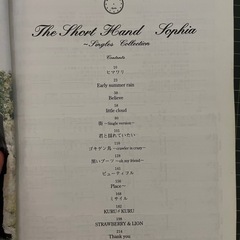 The Short Hand Sophia
~Singles Collection
Contents
ヒマワリ
Early summer rain
Believe
little cloud
街 ~Single version~
君と揺れていたい
ゴキゲン鳥 ~crawler is crazy~
黒いブーツ ~oh my friend~
ビューティフル
Place~
ミサイル
KURU KURU
STRAWBERRY & LION
Thank you